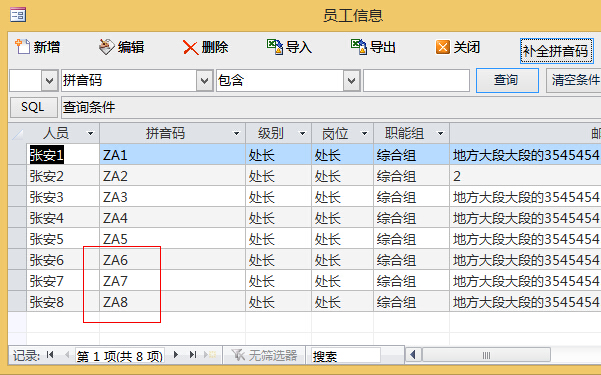 员工信息
新增 编辑 删除 导入 导出 关闭 补全拼音码
拼音码 包含 查询 清空条件
SQL 查询条件
人员 拼音码 级别 岗位 职能组 邮
张安1 ZA1 处长 处长 综合组 地方大段大段的3545454
张安2 ZA2 处长 处长 综合组 2
张安3 ZA3 处长 处长 综合组 地方大段大段的3545454
张安4 ZA4 处长 处长 综合组 地方大段大段的3545454
张安5 ZA5 处长 处长 综合组 地方大段大段的3545454
张安6 ZA6 处长 处长 综合组 地方大段大段的3545454
张安7 ZA7 处长 处长 综合组 地方大段大段的3545454
张安8 ZA8 处长 处长 综合组 地方大段大段的3545454
记录: 第 1 项(共 8 项) 无筛选器 搜索